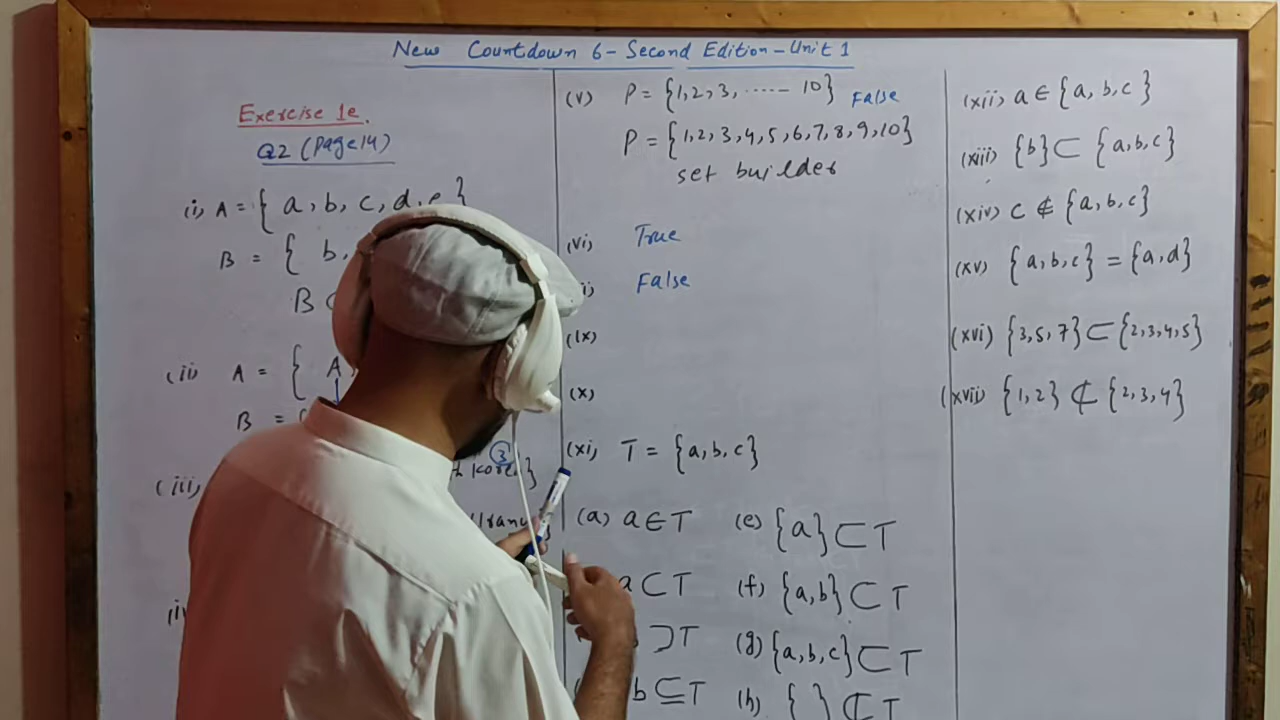 New Countdown 6 - Second Edition - Unit 1
Exercise 1e.
Q2 (Page 14)
(i) A = { a, b, c, d, e }
B = { b,
B
(ii) A = { A
B = {
(iii)
3
(v) P = {1, 2, 3, ..... 10} False
P = {1, 2, 3, 4, 5, 6, 7, 8, 9, 10}
set builder
(vi) True
False
(ix)
(x)
(xi) T = {a, b, c}
(a) a ∈ T (e) {a} ⊂ T
a ⊂ T (f) {a, b} ⊂ T
⊃ T (g) {a, b, c} ⊂ T
b ⊆ T (h) { } ⊄ T
(xii) a ∈ {a, b, c}
(xiii) {b} ⊂ {a, b, c}
(xiv) c ∉ {a, b, c}
(xv) {a, b, c} = {a, d}
(xvi) {3, 5, 7} ⊂ {2, 3, 4, 5}
(xvii) {1, 2} ⊄ {2, 3, 4}